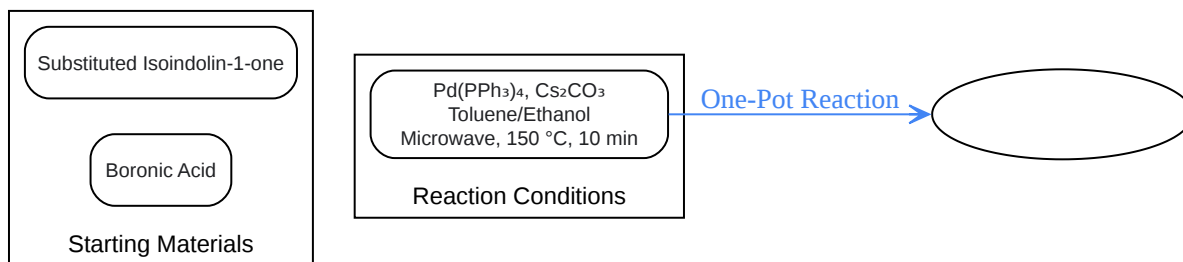 Substituted Isoindolin-1-one
Boronic Acid
Starting Materials
Pd(PPh₃)₄, Cs₂CO₃
Toluene/Ethanol
Microwave, 150 °C, 10 min
Reaction Conditions
One-Pot Reaction